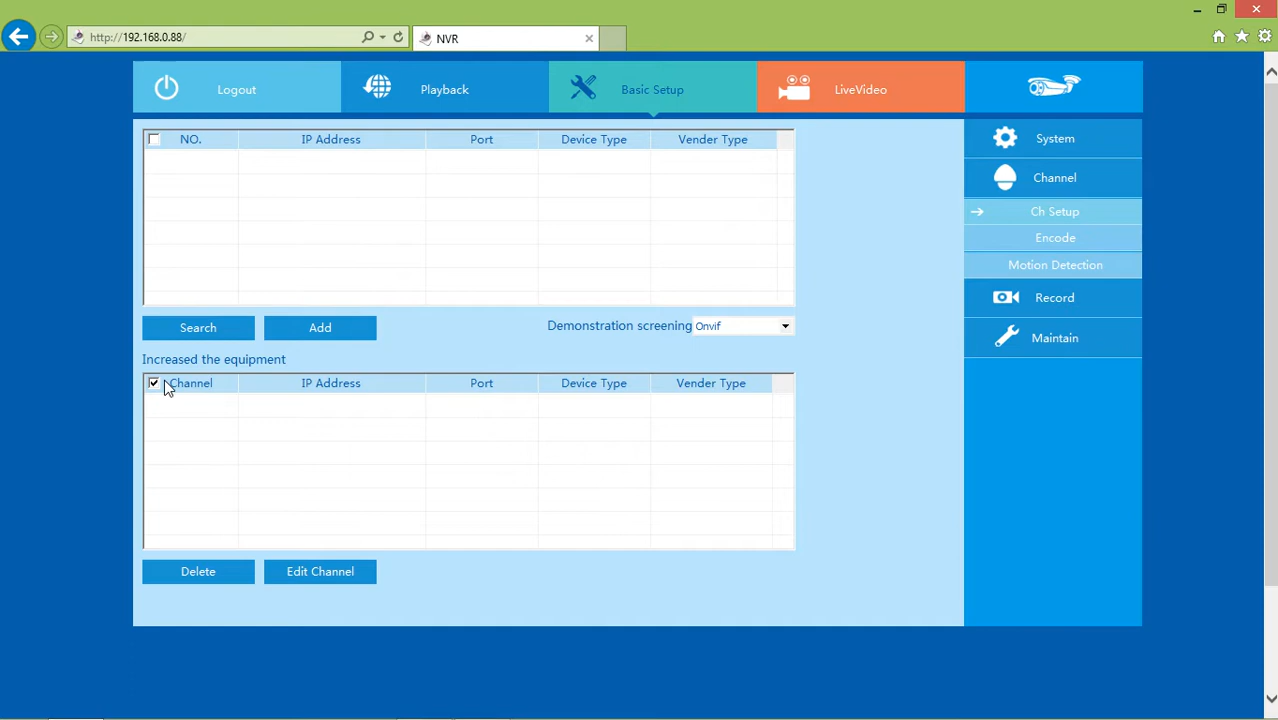 http://192.168.0.88/
NVR
Logout
Playback
Basic Setup
LiveVideo
NO. IP Address Port Device Type Vender Type
System
Channel
Ch Setup
Encode
Motion Detection
Record
Maintain
Search Add Demonstration screening Onvif
Increased the equipment
Channel IP Address Port Device Type Vender Type
Delete Edit Channel